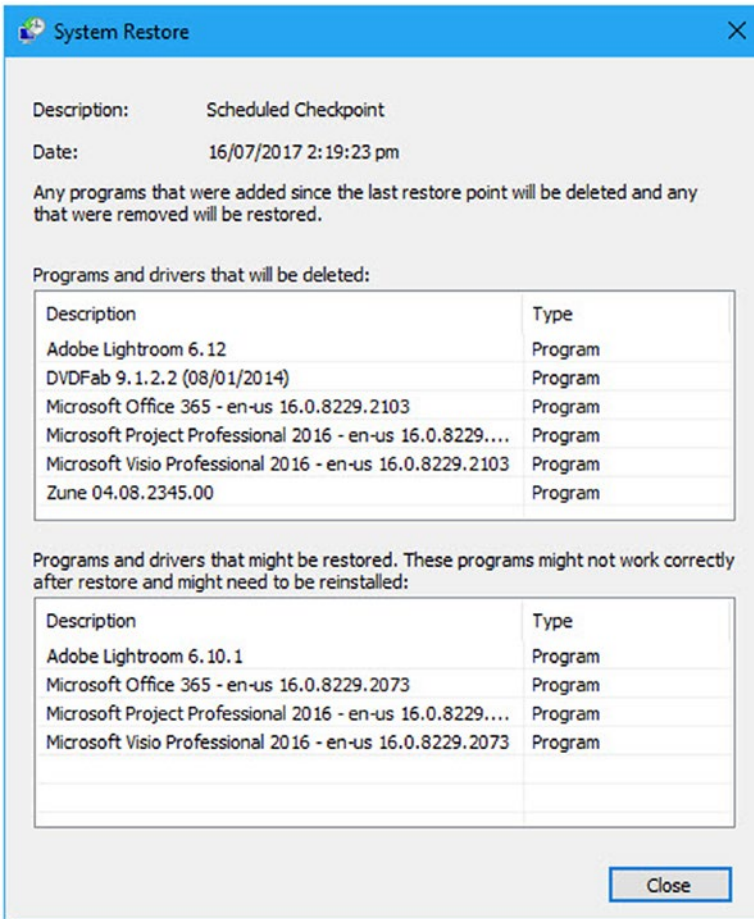 System Restore
Description: Scheduled Checkpoint
Date: 16/07/2017 2:19:23 pm
Any programs that were added since the last restore point will be deleted and any
that were removed will be restored.
Programs and drivers that will be deleted:
Description Type
Adobe Lightroom 6.12 Program
DVDFab 9.1.2.2 (08/01/2014) Program
Microsoft Office 365 - en-us 16.0.8229.2103 Program
Microsoft Project Professional 2016 - en-us 16.0.8229.... Program
Microsoft Visio Professional 2016 - en-us 16.0.8229.2103 Program
Zune 04.08.2345.00 Program
Programs and drivers that might be restored. These programs might not work correctly
after restore and might need to be reinstalled:
Description Type
Adobe Lightroom 6.10.1 Program
Microsoft Office 365 - en-us 16.0.8229.2073 Program
Microsoft Project Professional 2016 - en-us 16.0.8229.... Program
Microsoft Visio Professional 2016 - en-us 16.0.8229.2073 Program
Close